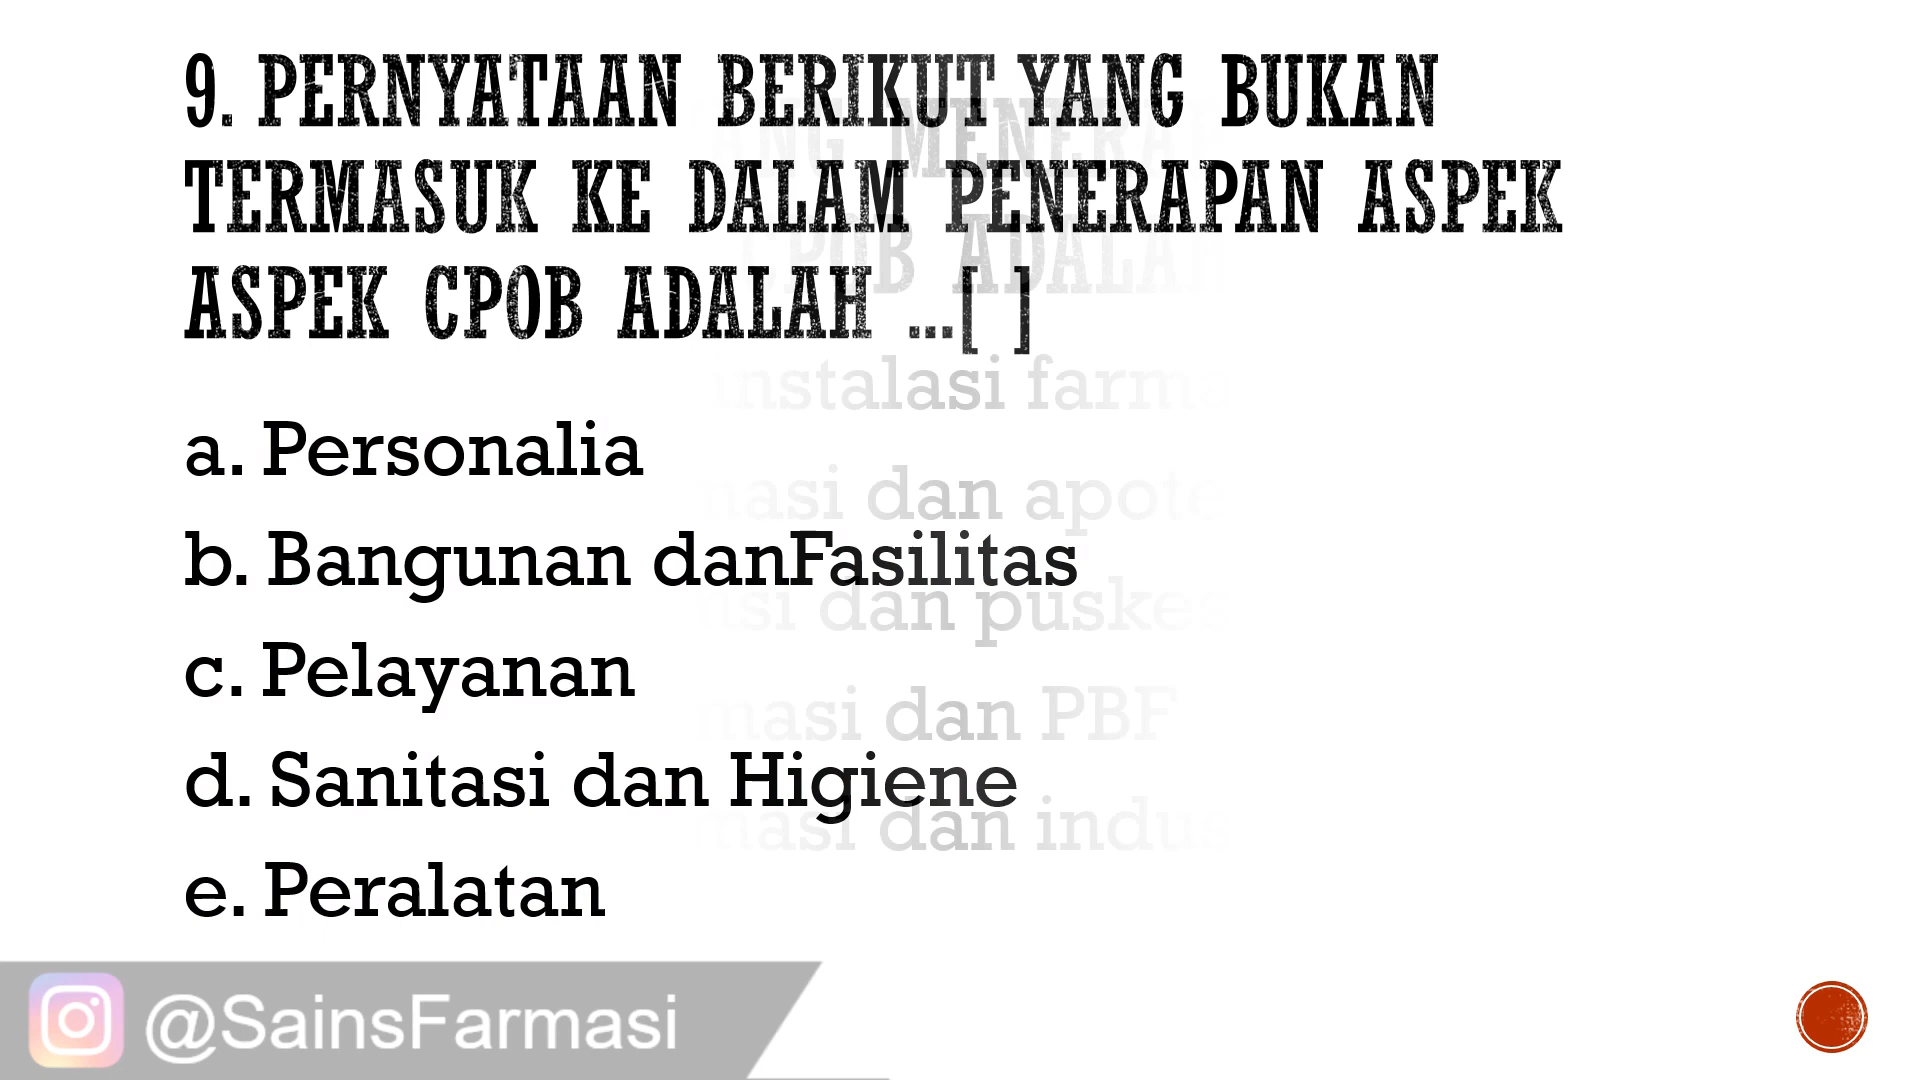 9. PERNYATAAN BERIKUT YANG BUKAN
TERMASUK KE DALAM PENERAPAN ASPEK
ASPEK CPOB ADALAH ...[ ]
a. Personalia
b. Bangunan danFasilitas
c. Pelayanan
d. Sanitasi dan Higiene
e. Peralatan
@SainsFarmasi